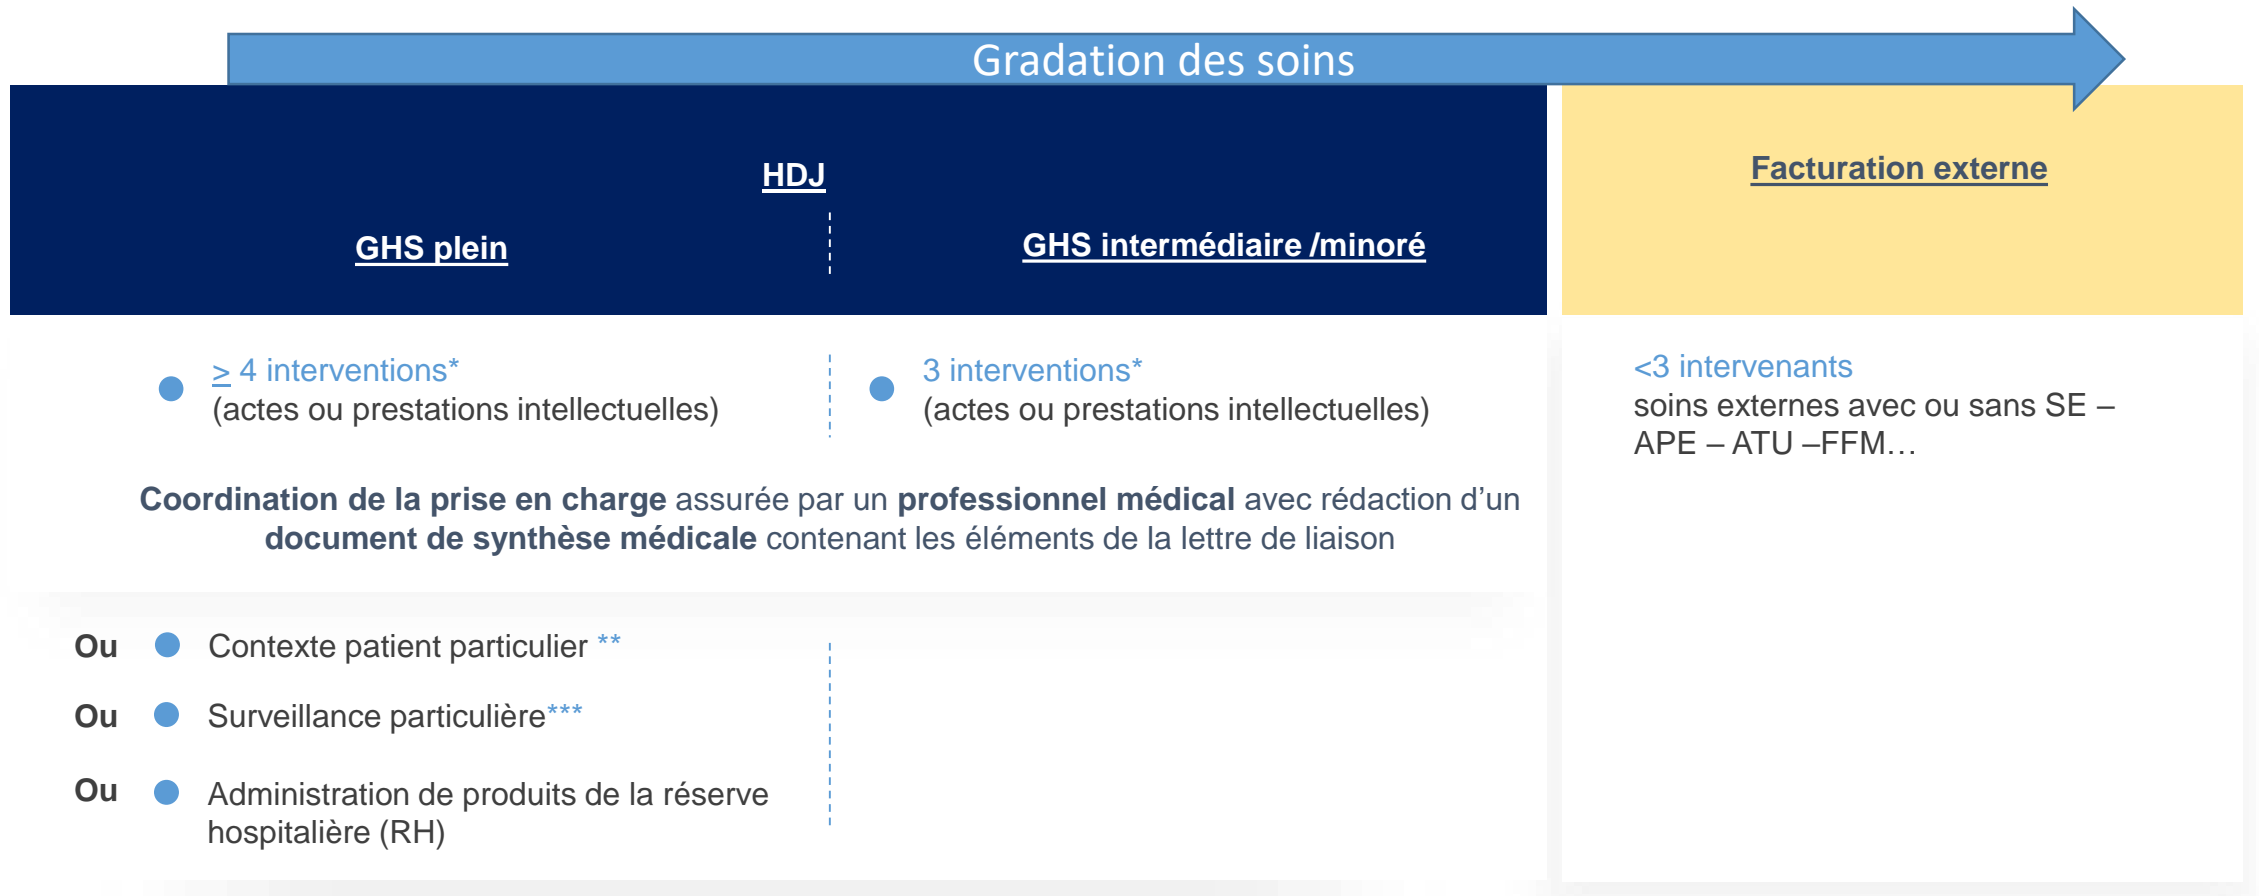 Gradation des soins
HDJ
GHS plein
GHS intermédiaire /minoré
Facturation externe
≥ 4 interventions*
(actes ou prestations intellectuelles)
3 interventions*
(actes ou prestations intellectuelles)
<3 intervenants
soins externes avec ou sans SE –
APE – ATU –FFM…
Coordination de la prise en charge assurée par un professionnel médical avec rédaction d’un
document de synthèse médicale contenant les éléments de la lettre de liaison
Ou Contexte patient particulier **
Ou Surveillance particulière***
Ou Administration de produits de la réserve
hospitalière (RH)